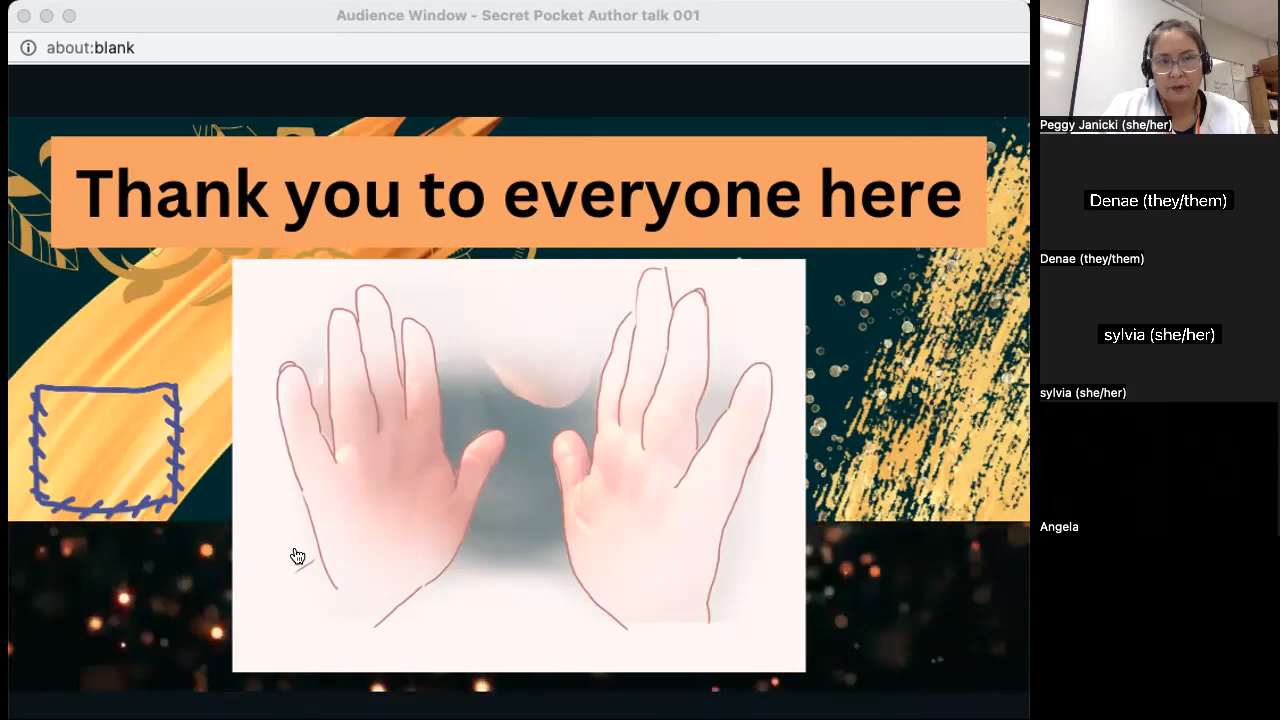 Audience Window - Secret Pocket Author talk 001
about:blank
Thank you to everyone here
Peggy Janicki (she/her)
Denae (they/them)
Denae (they/them)
sylvia (she/her)
sylvia (she/her)
Angela